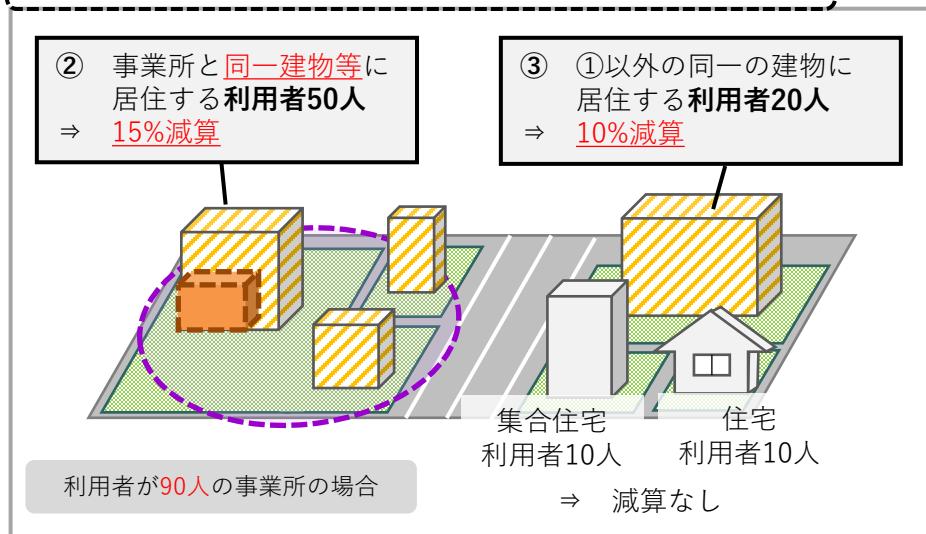 ② 事業所と同一建物等に
居住する利用者50人
⇒ 15%減算
③ ①以外の同一の建物に
居住する利用者20人
⇒ 10%減算
集合住宅
利用者10人
住宅
利用者10人
⇒ 減算なし
利用者が90人の事業所の場合